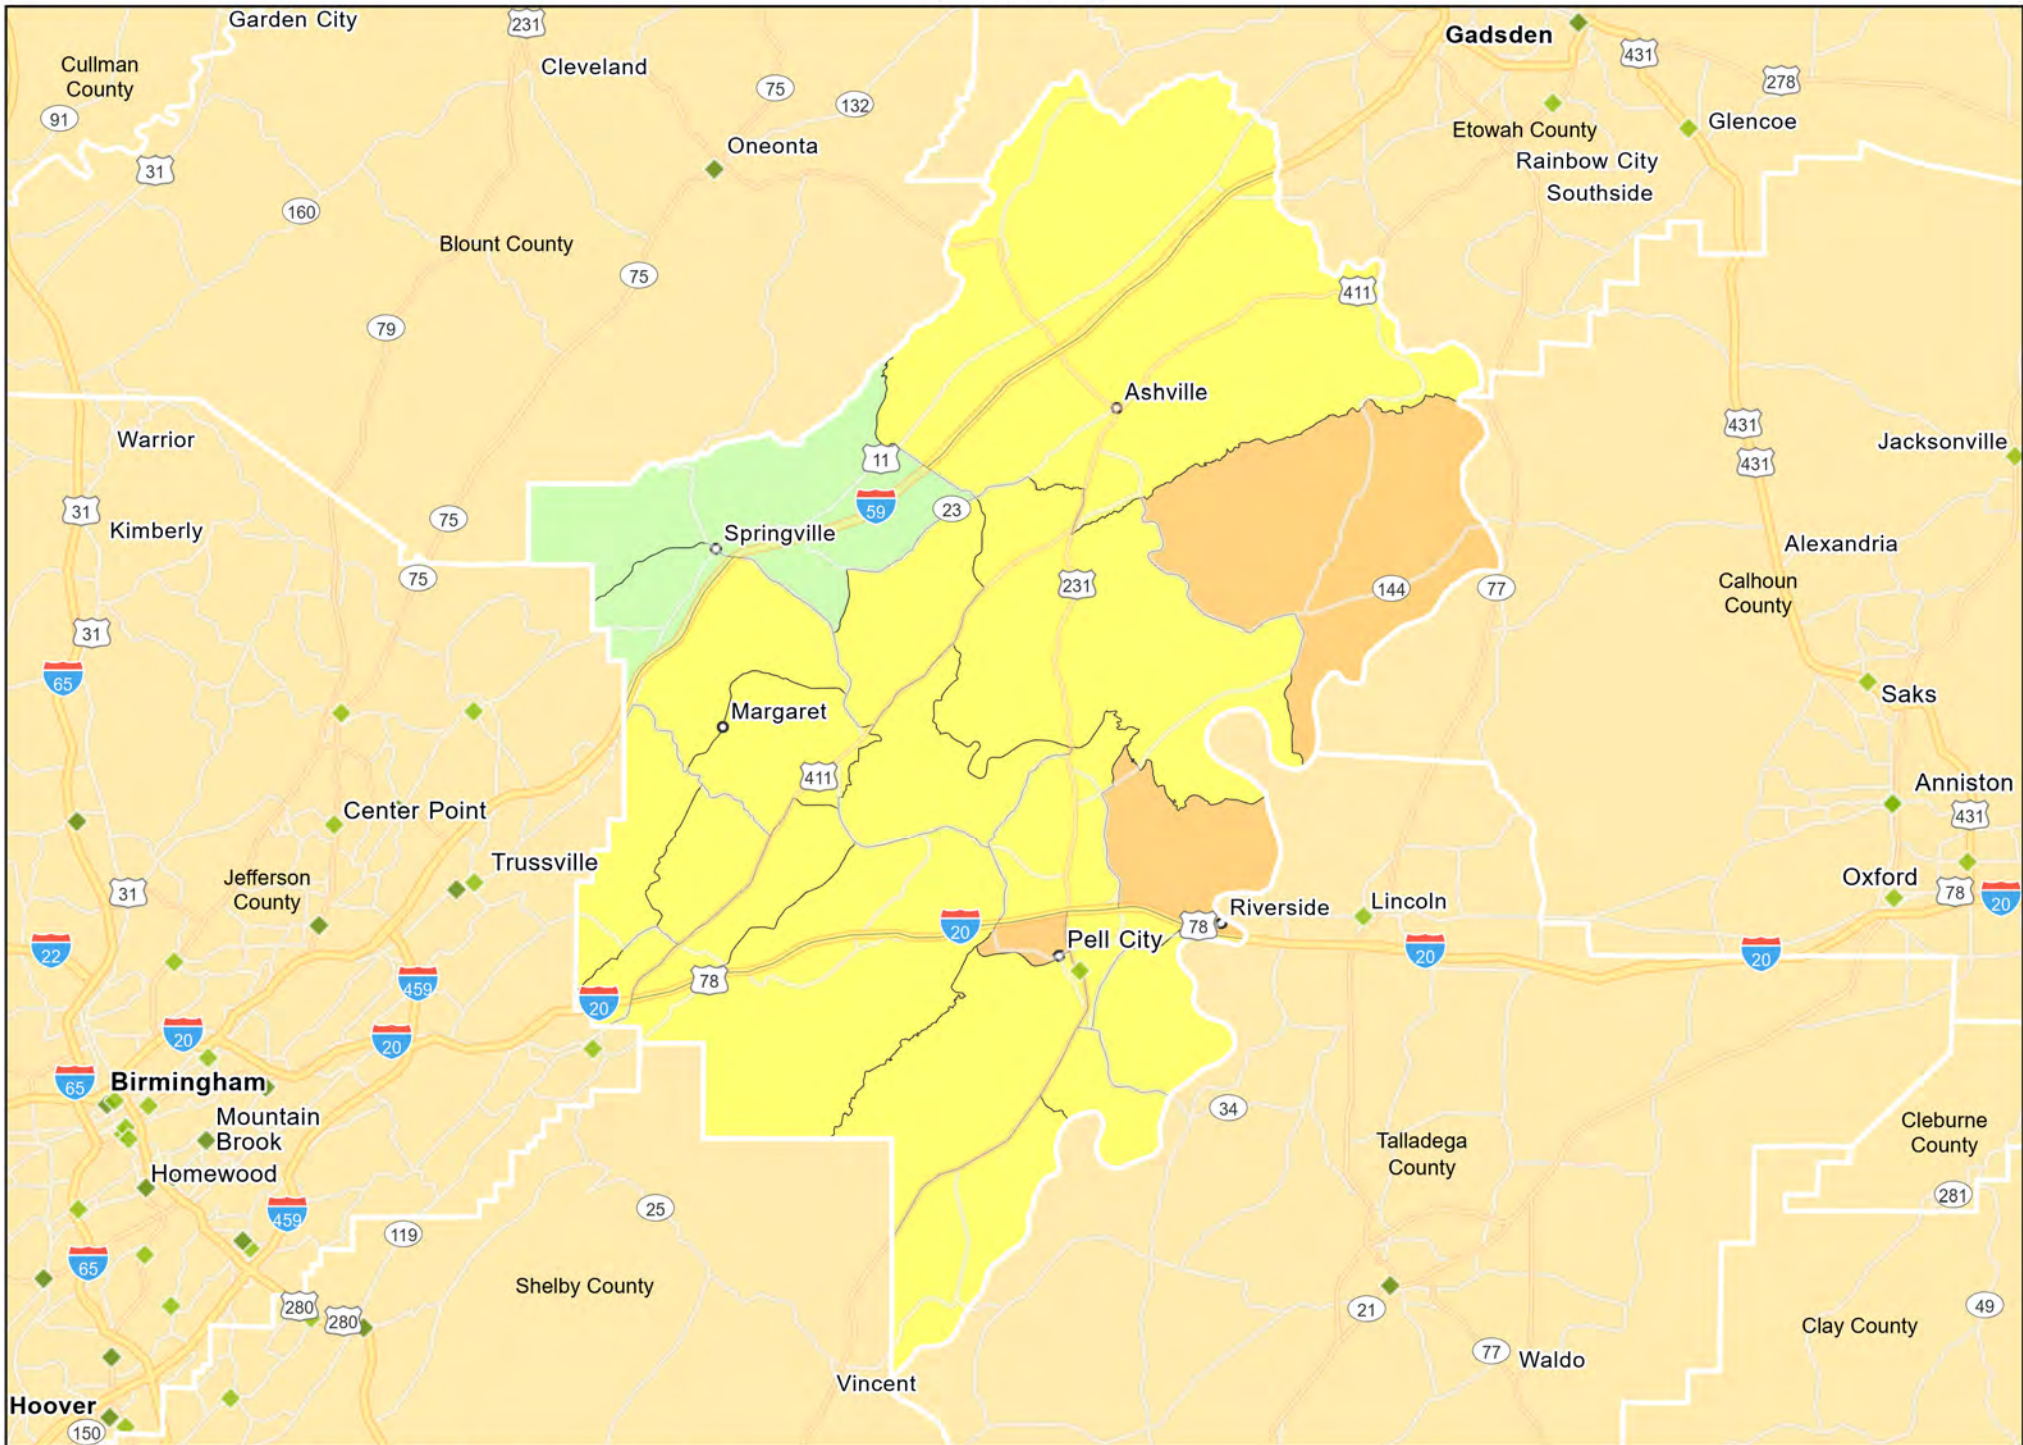 Garden City
231
Gadsden
431
Cullman
County
Cleveland
75
132
278
91
Glencoe
Etowah County
Oneonta
Rainbow City
31
Southside
160
Blount County
75
411
79
Ashville
431
Warrior
11
431
Jacksonville
31
59
23
75
Kimberly
Springville
Alexandria
75
231
144
77
Calhoun
County
31
65
Saks
Margaret
411
Anniston
Center Point
431
Trussville
Jefferson
County
31
Oxford
78
20
Lincoln
Riverside
78
20
Pell City
22
20
20
459
78
20
20
20
65
Birmingham
Mountain
Brook
34
Talladega
County
Cleburne
County
Homewood
281
25
459
119
65
Shelby County
280
280
21
49
Clay County
77
Waldo
Vincent
Hoover
150